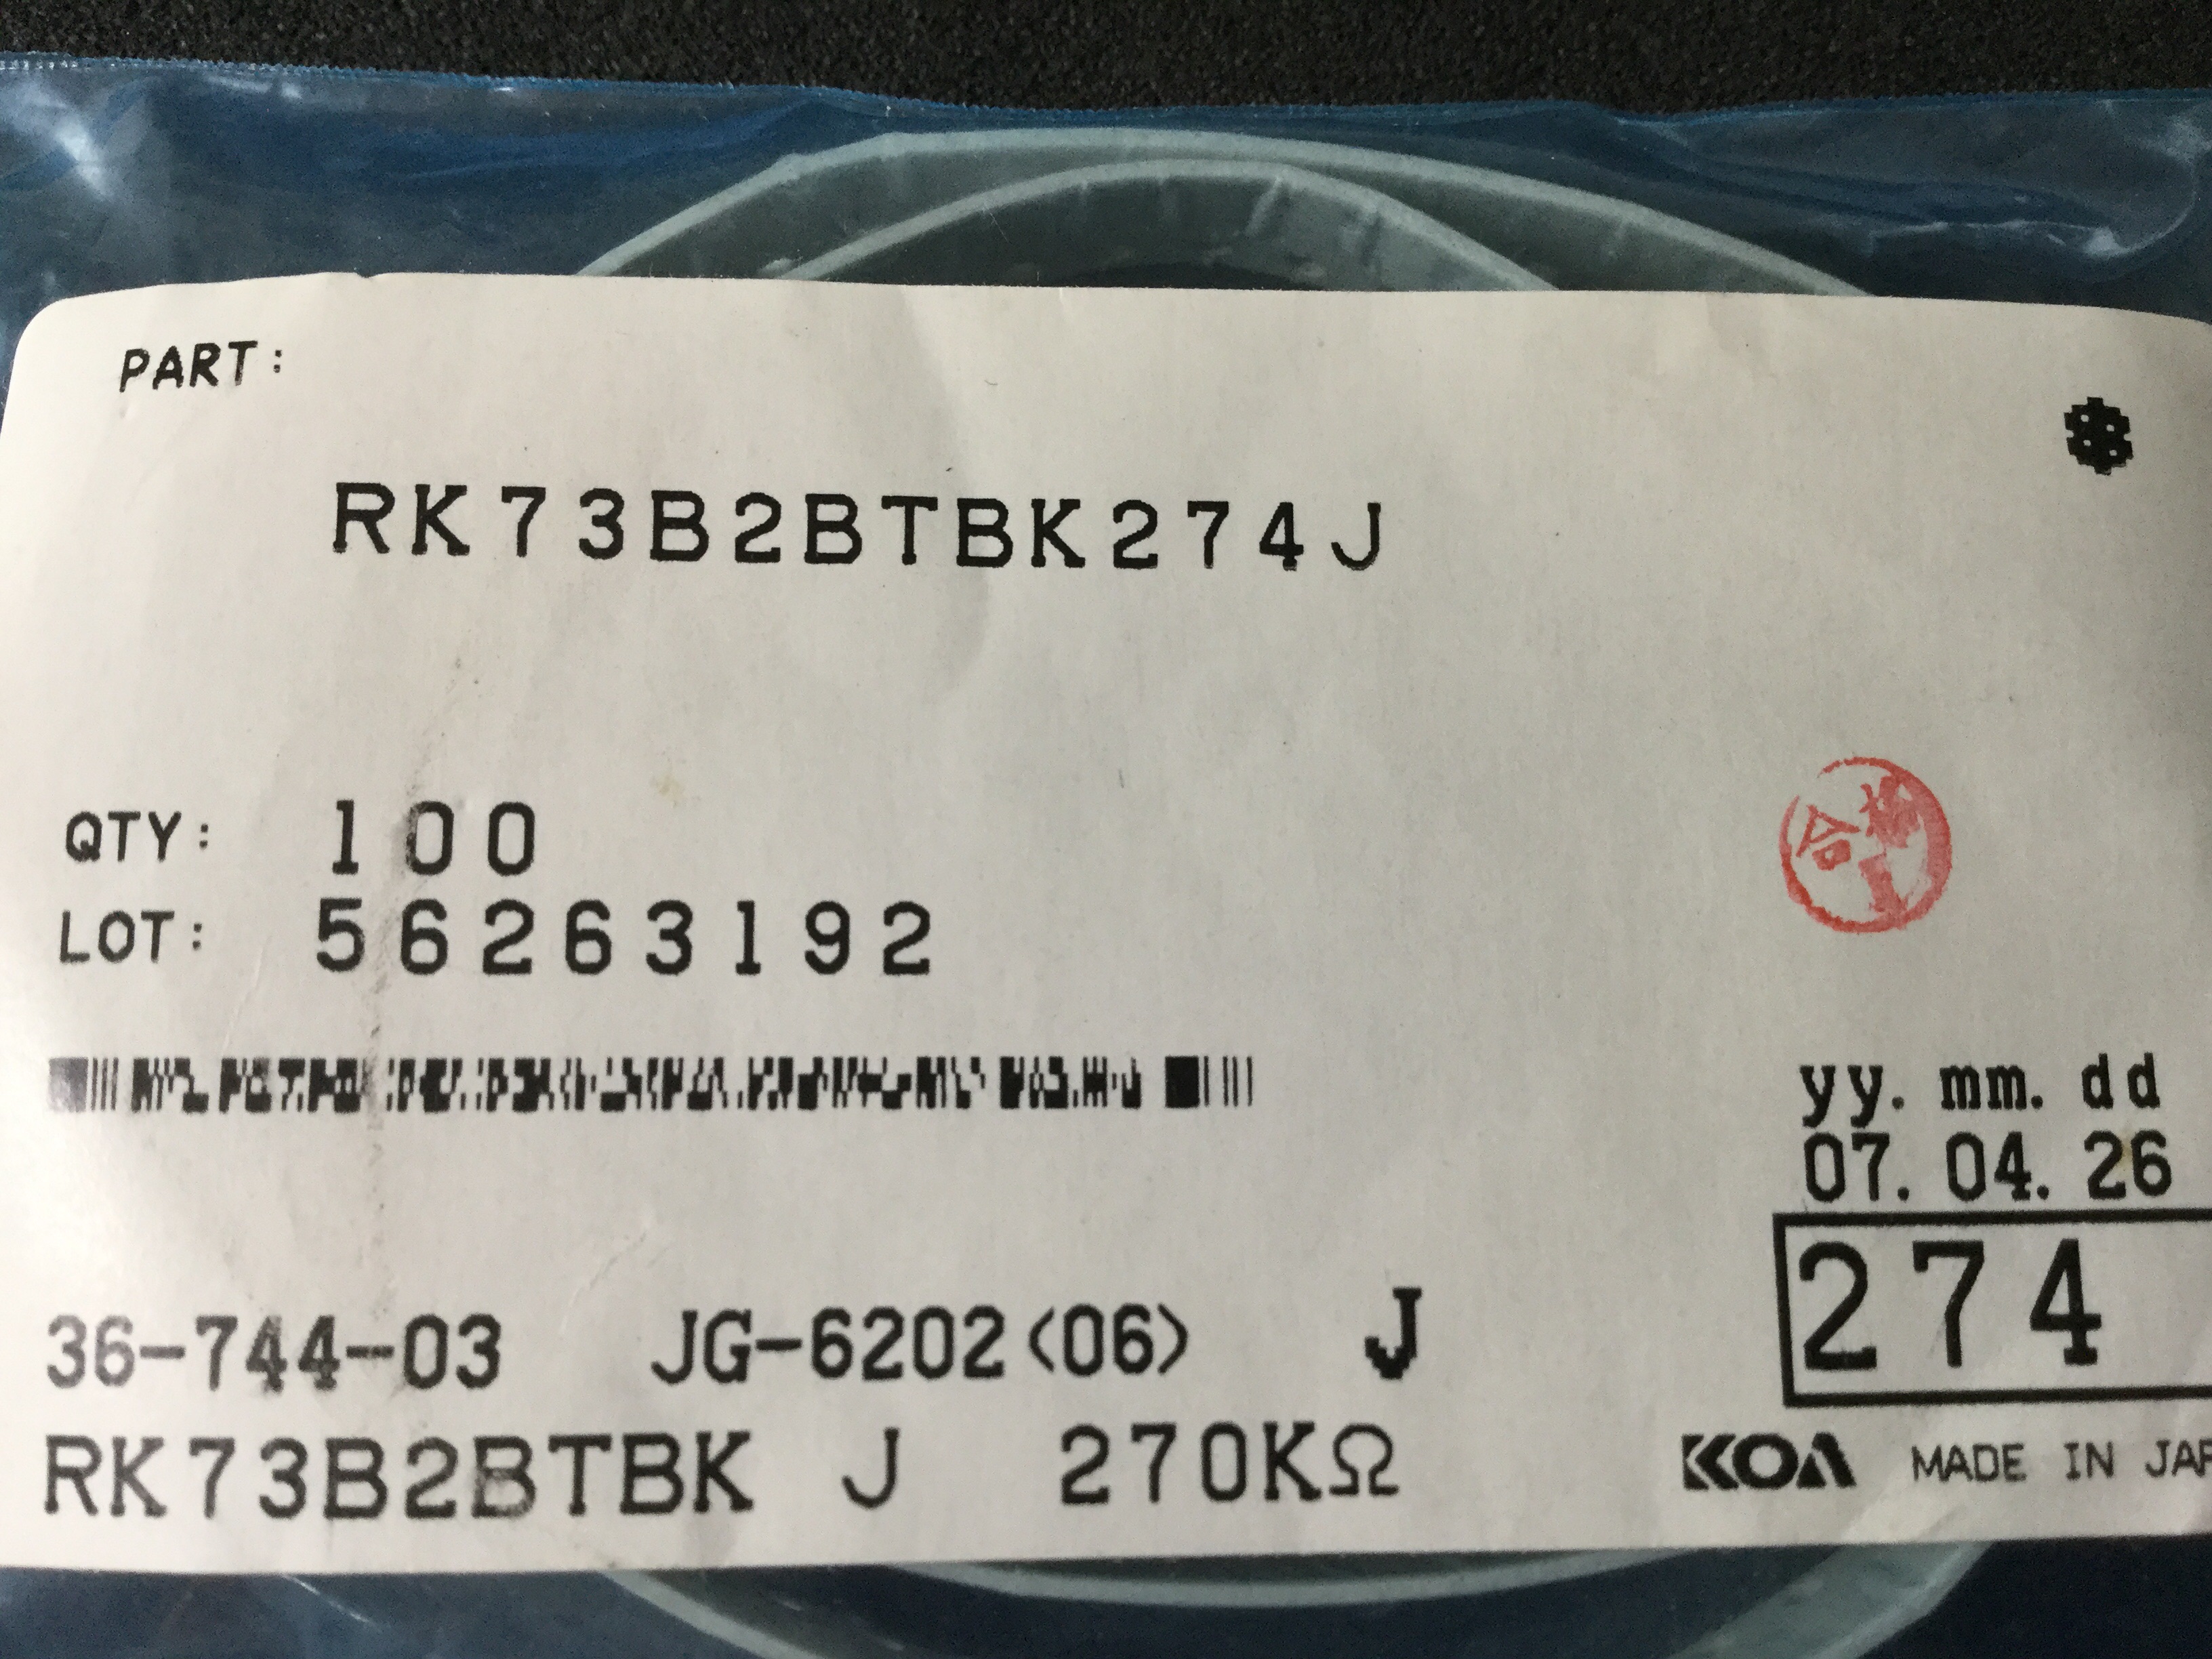 PART:
RK73B2BTBK274J
QTY: 100
LOT: 56263192
yy. mm. dd
07. 04. 26
274
36-744-03 JG-6202<06> J
RK73B2BTBK J 270KΩ
KOA MADE IN JAP